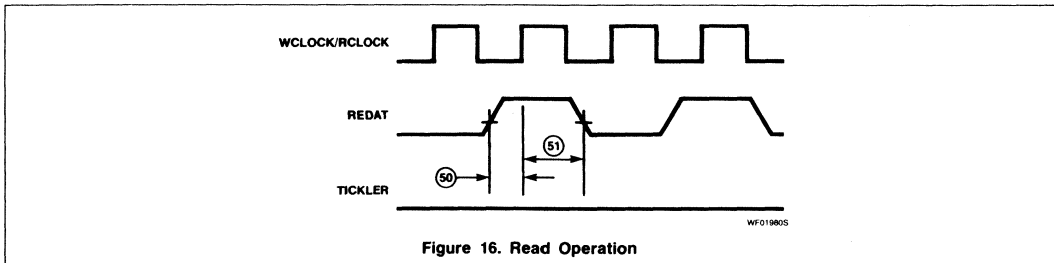 WCLOCK/RCLOCK
REDAT
51
50
TICKLER
WF01980S
Figure 16. Read Operation